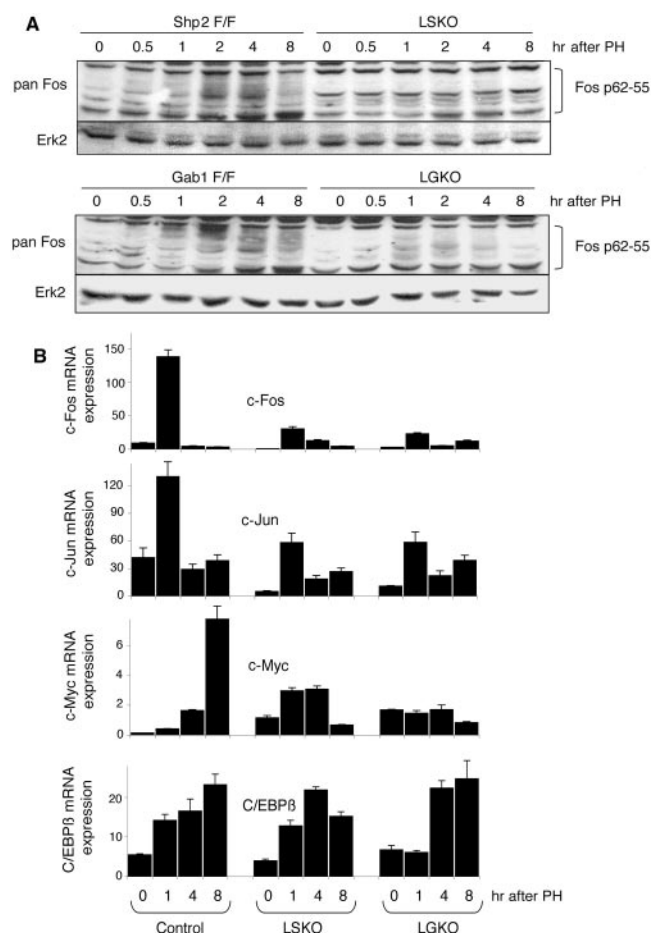 A
Shp2 F/F LSKO
0 0.5 1 2 4 8 0 0.5 1 2 4 8 hr after PH
pan Fos
Fos p62-55
Erk2
Gab1 F/F LGKO
0 0.5 1 2 4 8 0 0.5 1 2 4 8 hr after PH
pan Fos
Fos p62-55
Erk2
B
c-Fos mRNA
expression
150
100
50
0
c-Fos
c-Jun mRNA
expression
120
90
60
30
0
c-Jun
c-Myc mRNA
expression
6
4
2
0
c-Myc
C/EBPß mRNA
expression
20
10
0
C/EBPß
0 1 4 8 0 1 4 8 0 1 4 8 hr after PH
Control LSKO LGKO